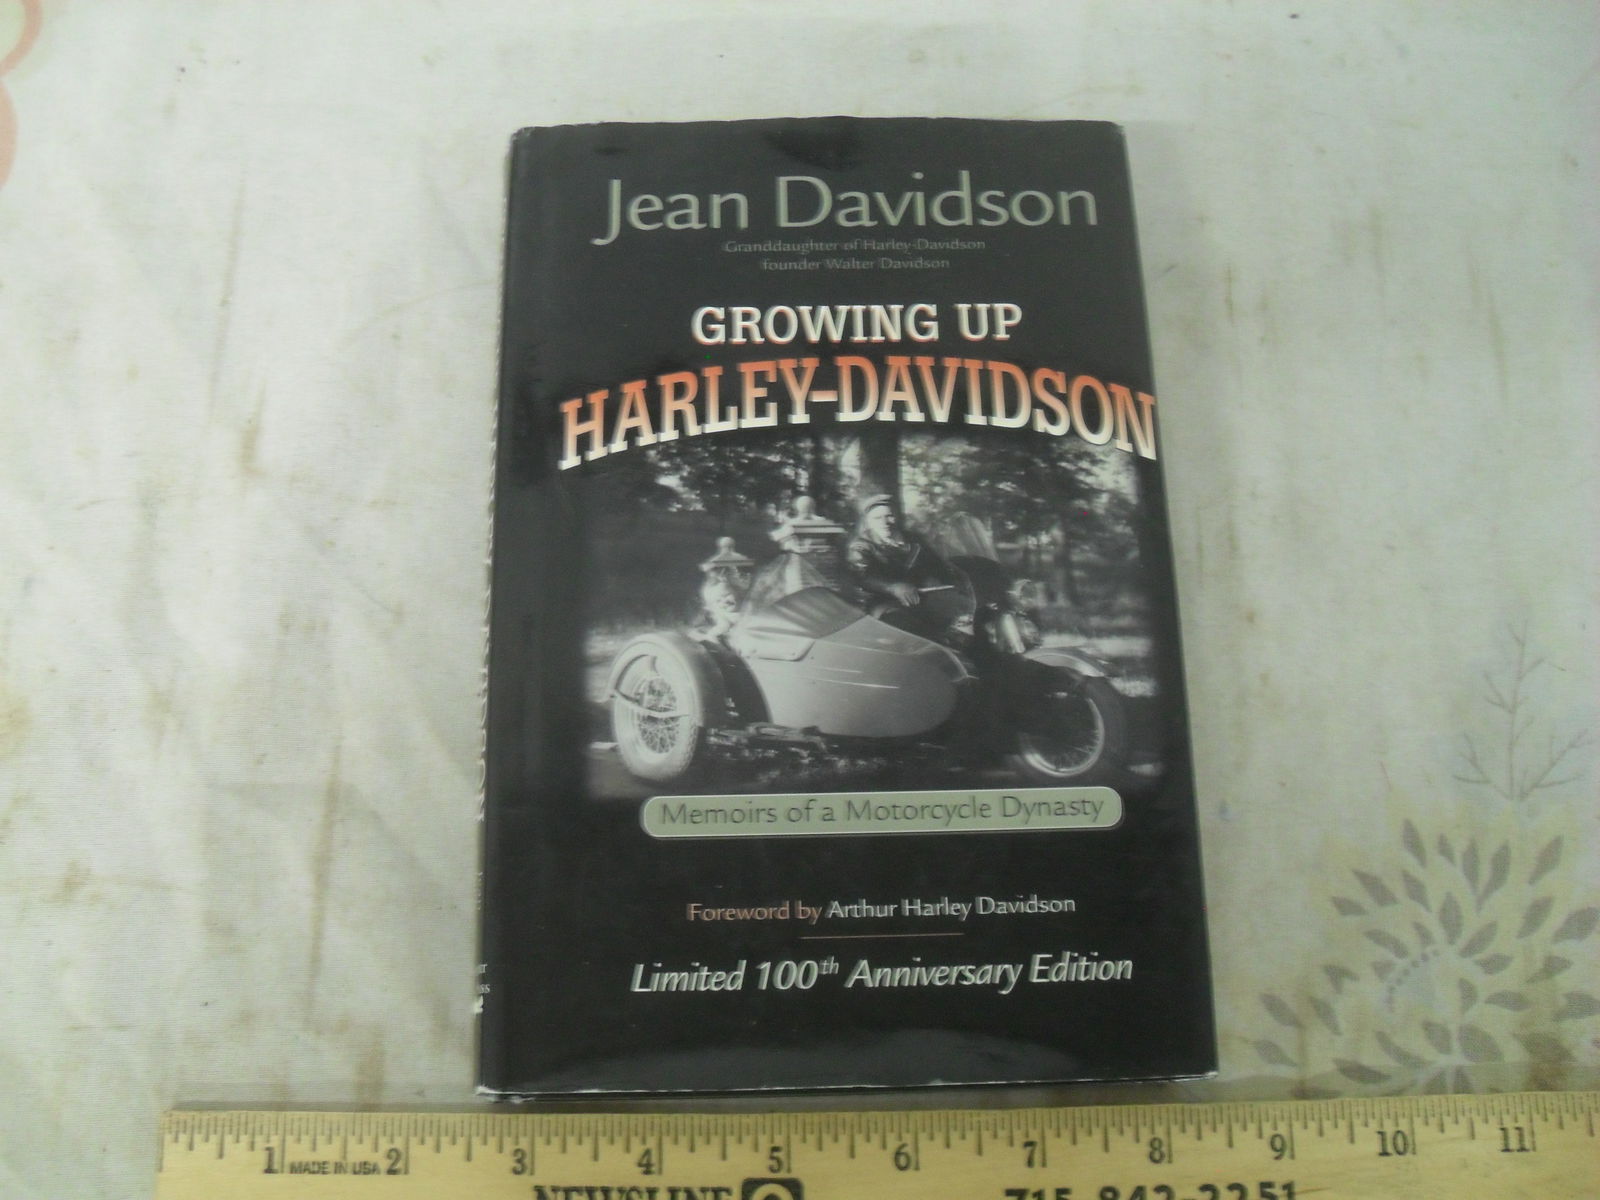 Jean Davidson
Granddaughter of Harley-Davidson
founder Walter Davidson
GROWING UP
HARLEY-DAVIDSON
Memoirs of a Motorcycle Dynasty
Foreword by Arthur Harley Davidson
Limited 100th Anniversary Edition
1 MADE IN USA 2 3 4 5 6 7 8 9 10 11
NEWSLINE 9 715-842-2251